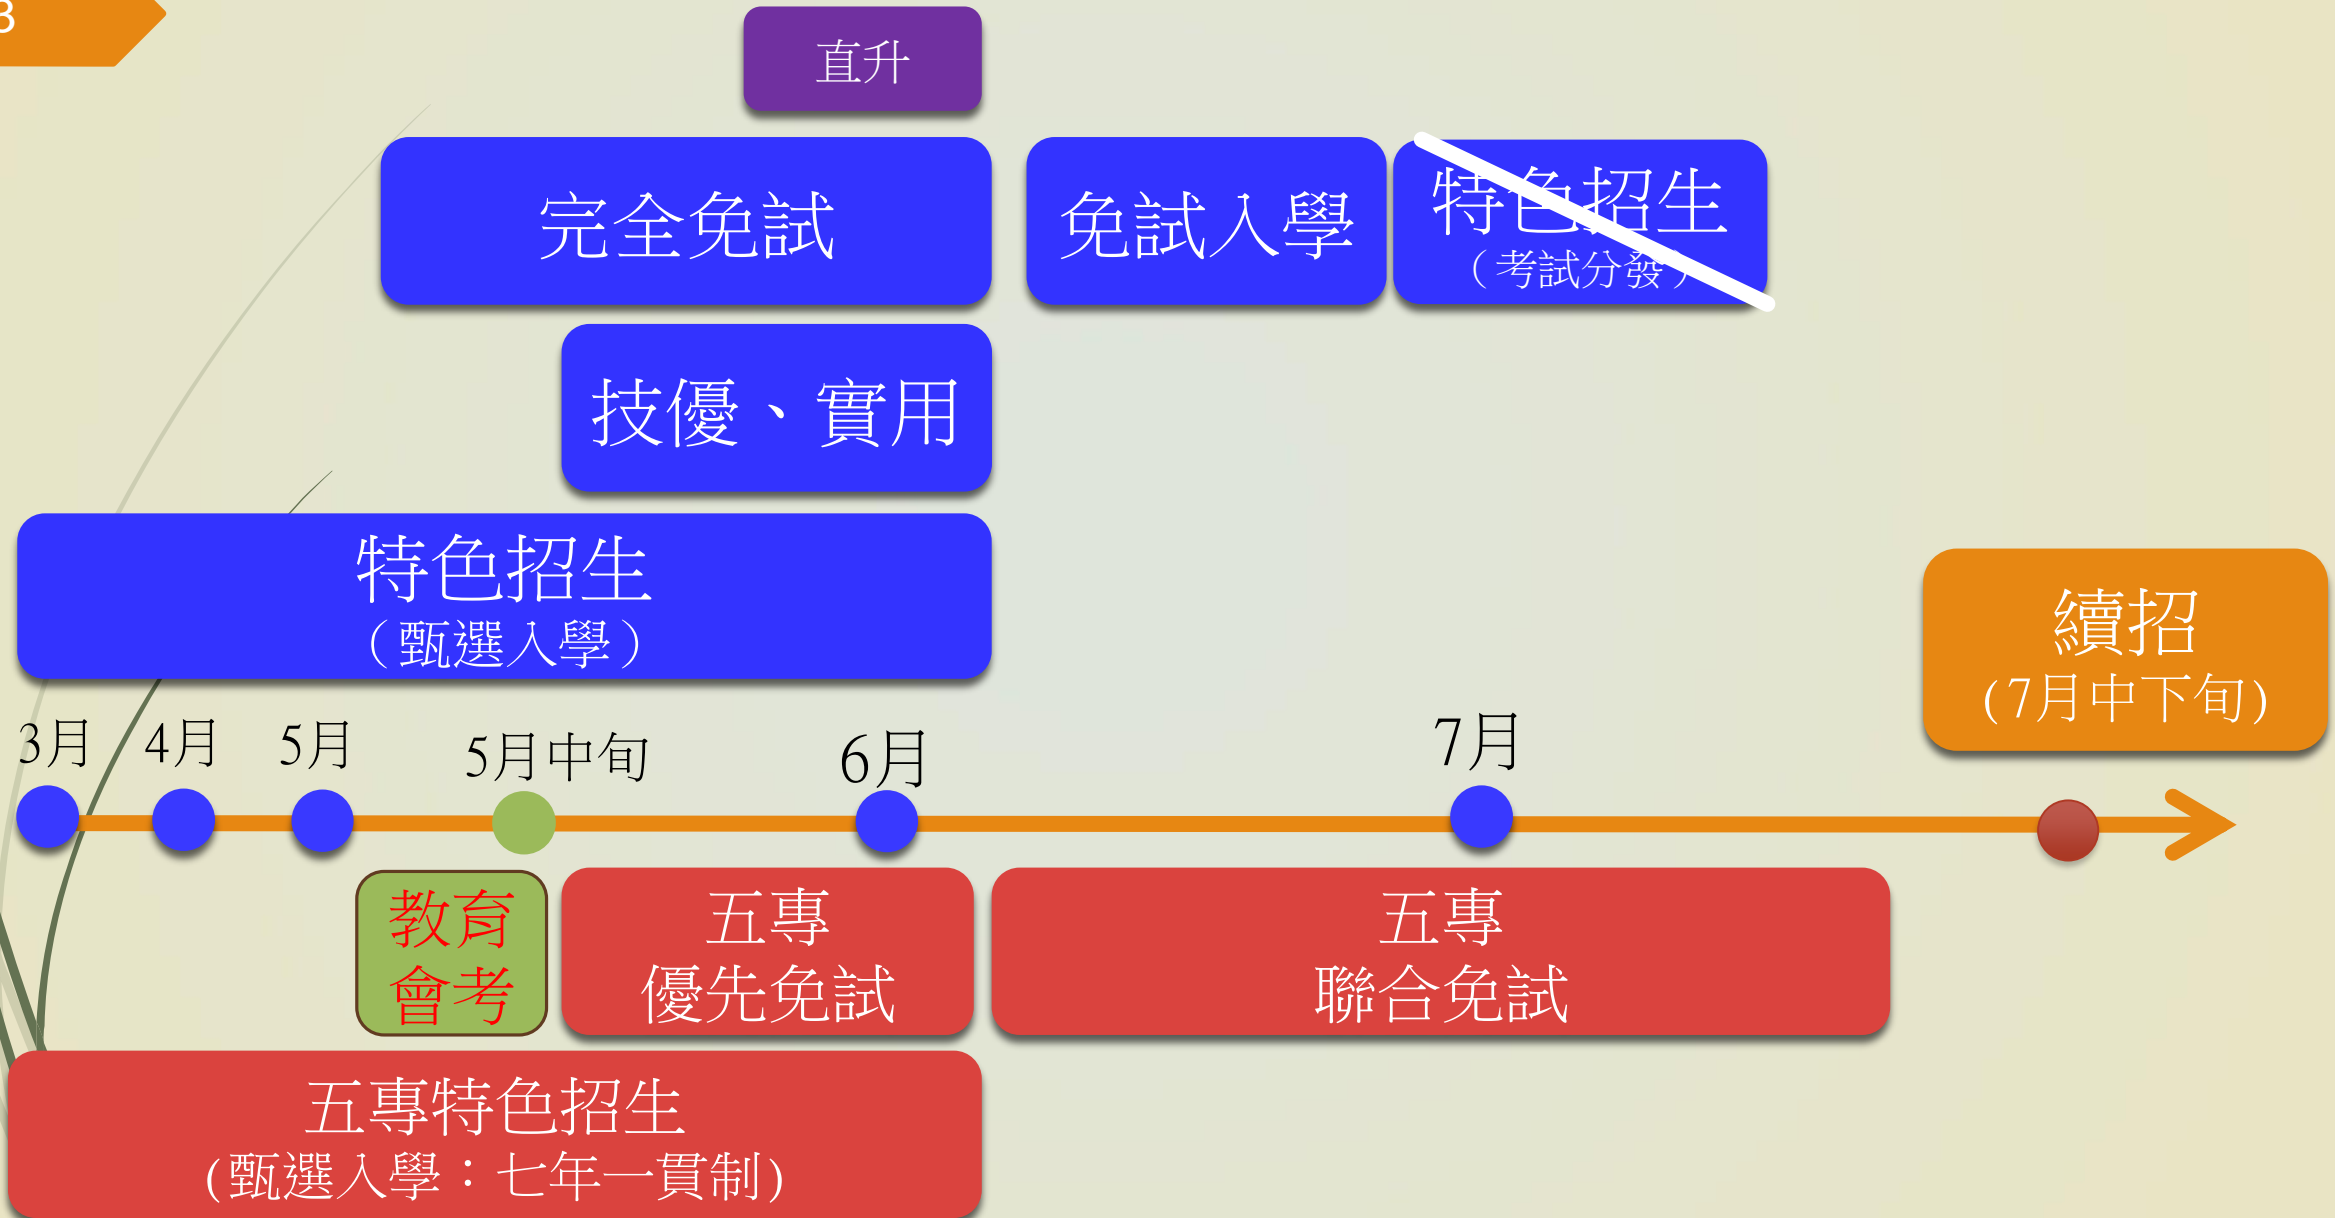 3
直升
完全免試
免試入學
特色招生
（考試分發）
技優、實用
特色招生
（甄選入學）
續招
(7月中下旬)
3月
4月
5月
5月中旬
6月
7月
教育
會考
五專
優先免試
五專
聯合免試
五專特色招生
(甄選入學：七年一貫制)